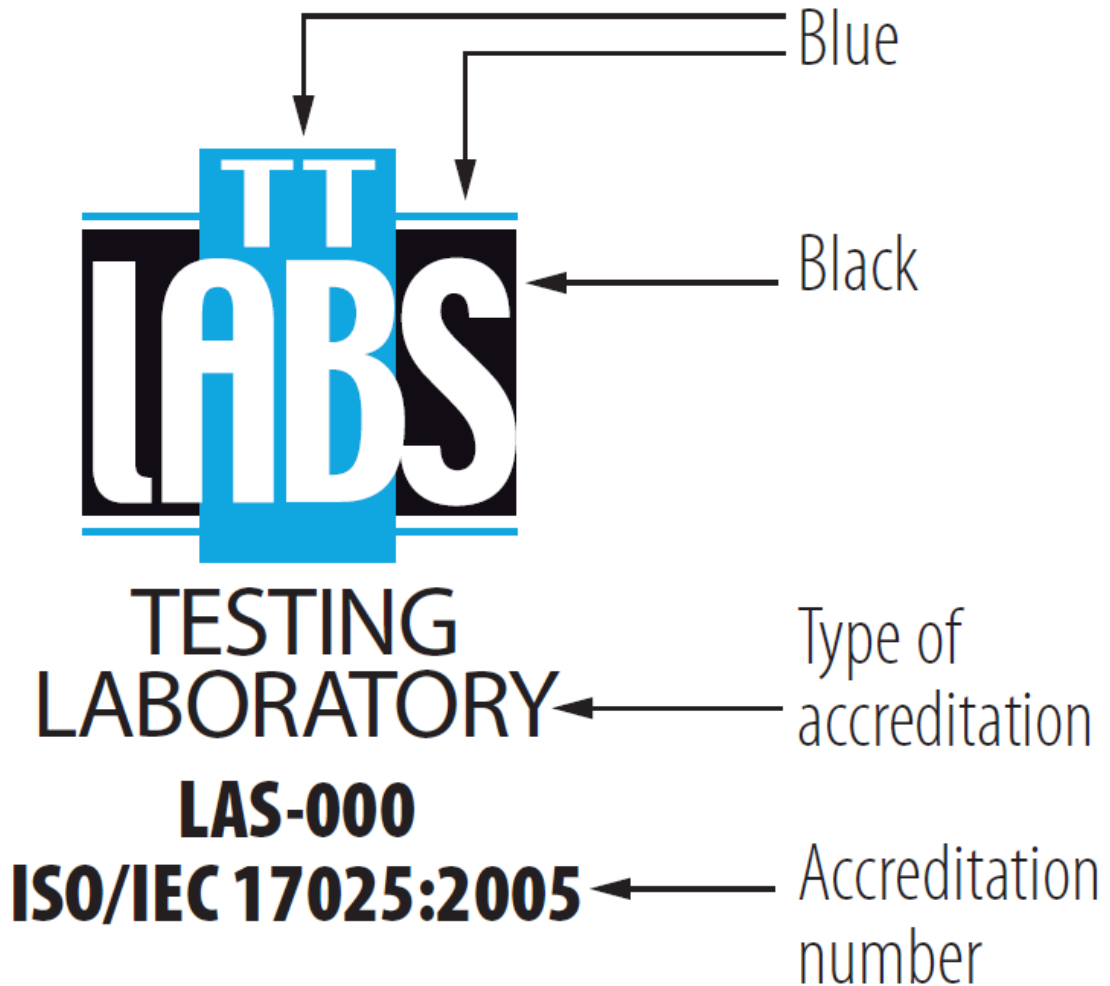 Blue
TT
LABS
Black
TESTING
LABORATORY
Type of
accreditation
LAS-000
ISO/IEC 17025:2005
Accreditation
number